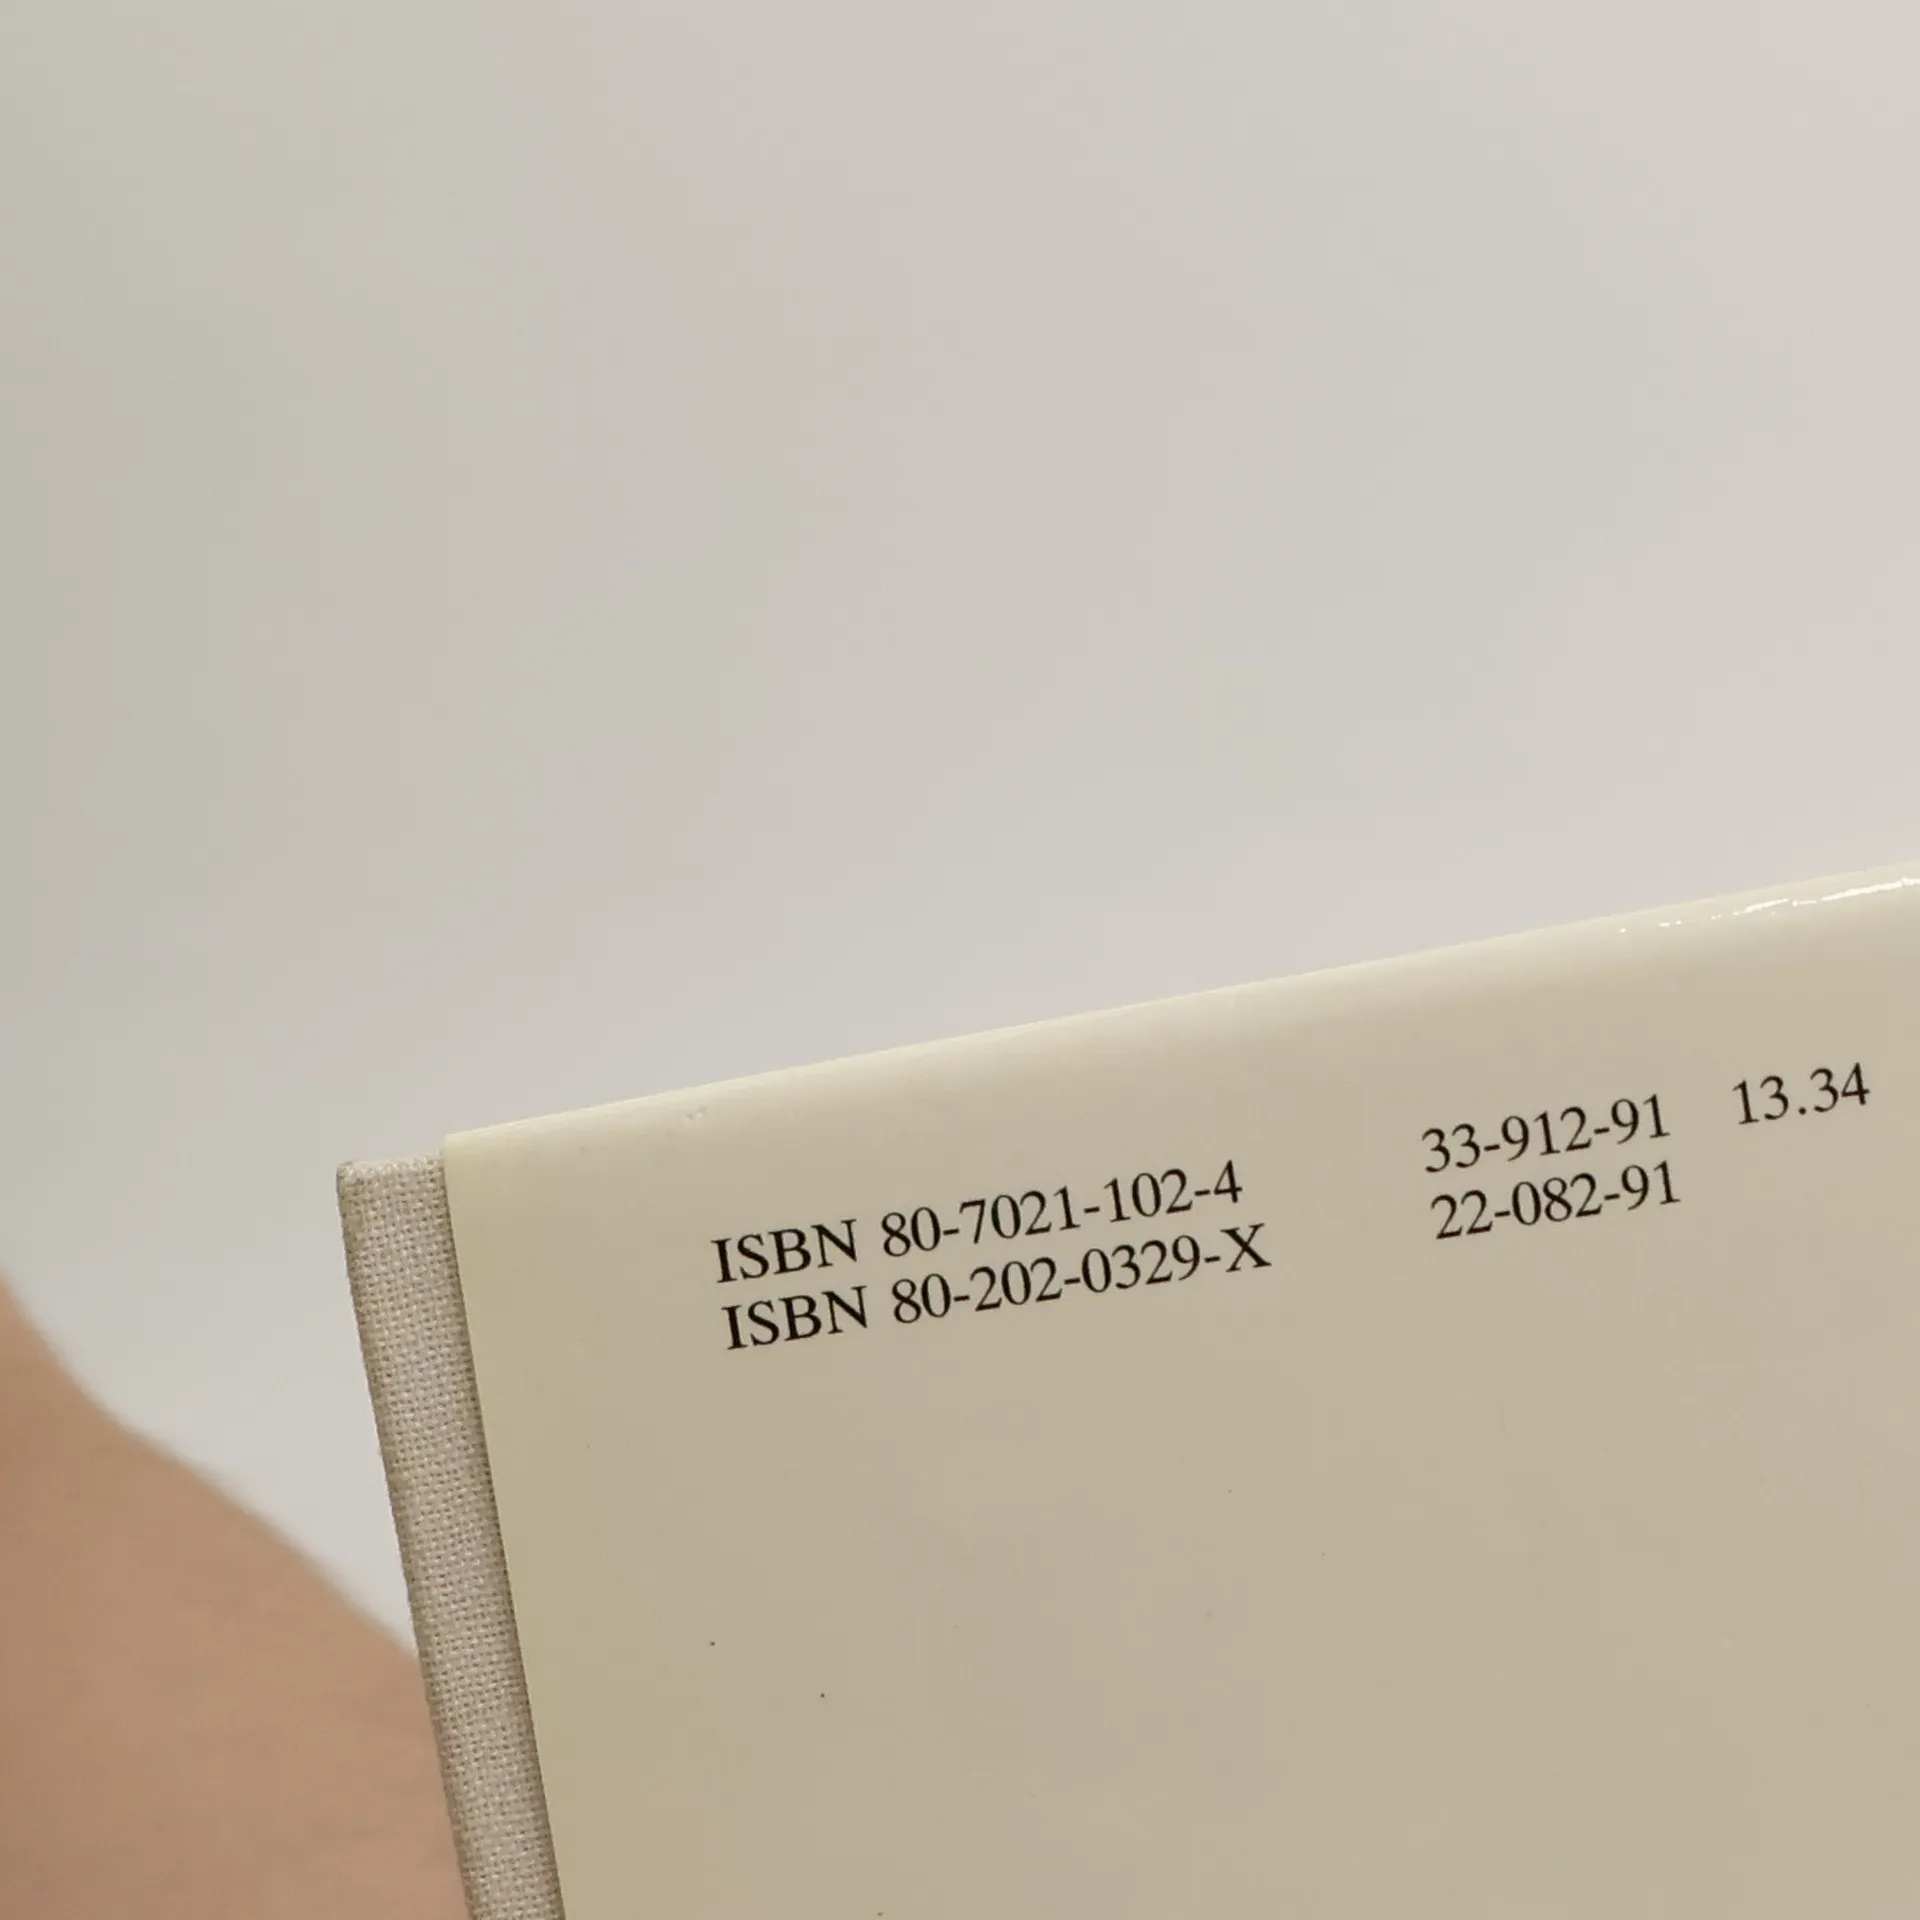 ISBN 80-7021-102-4 33-912-91 13.34
ISBN 80-202-0329-X 22-082-91